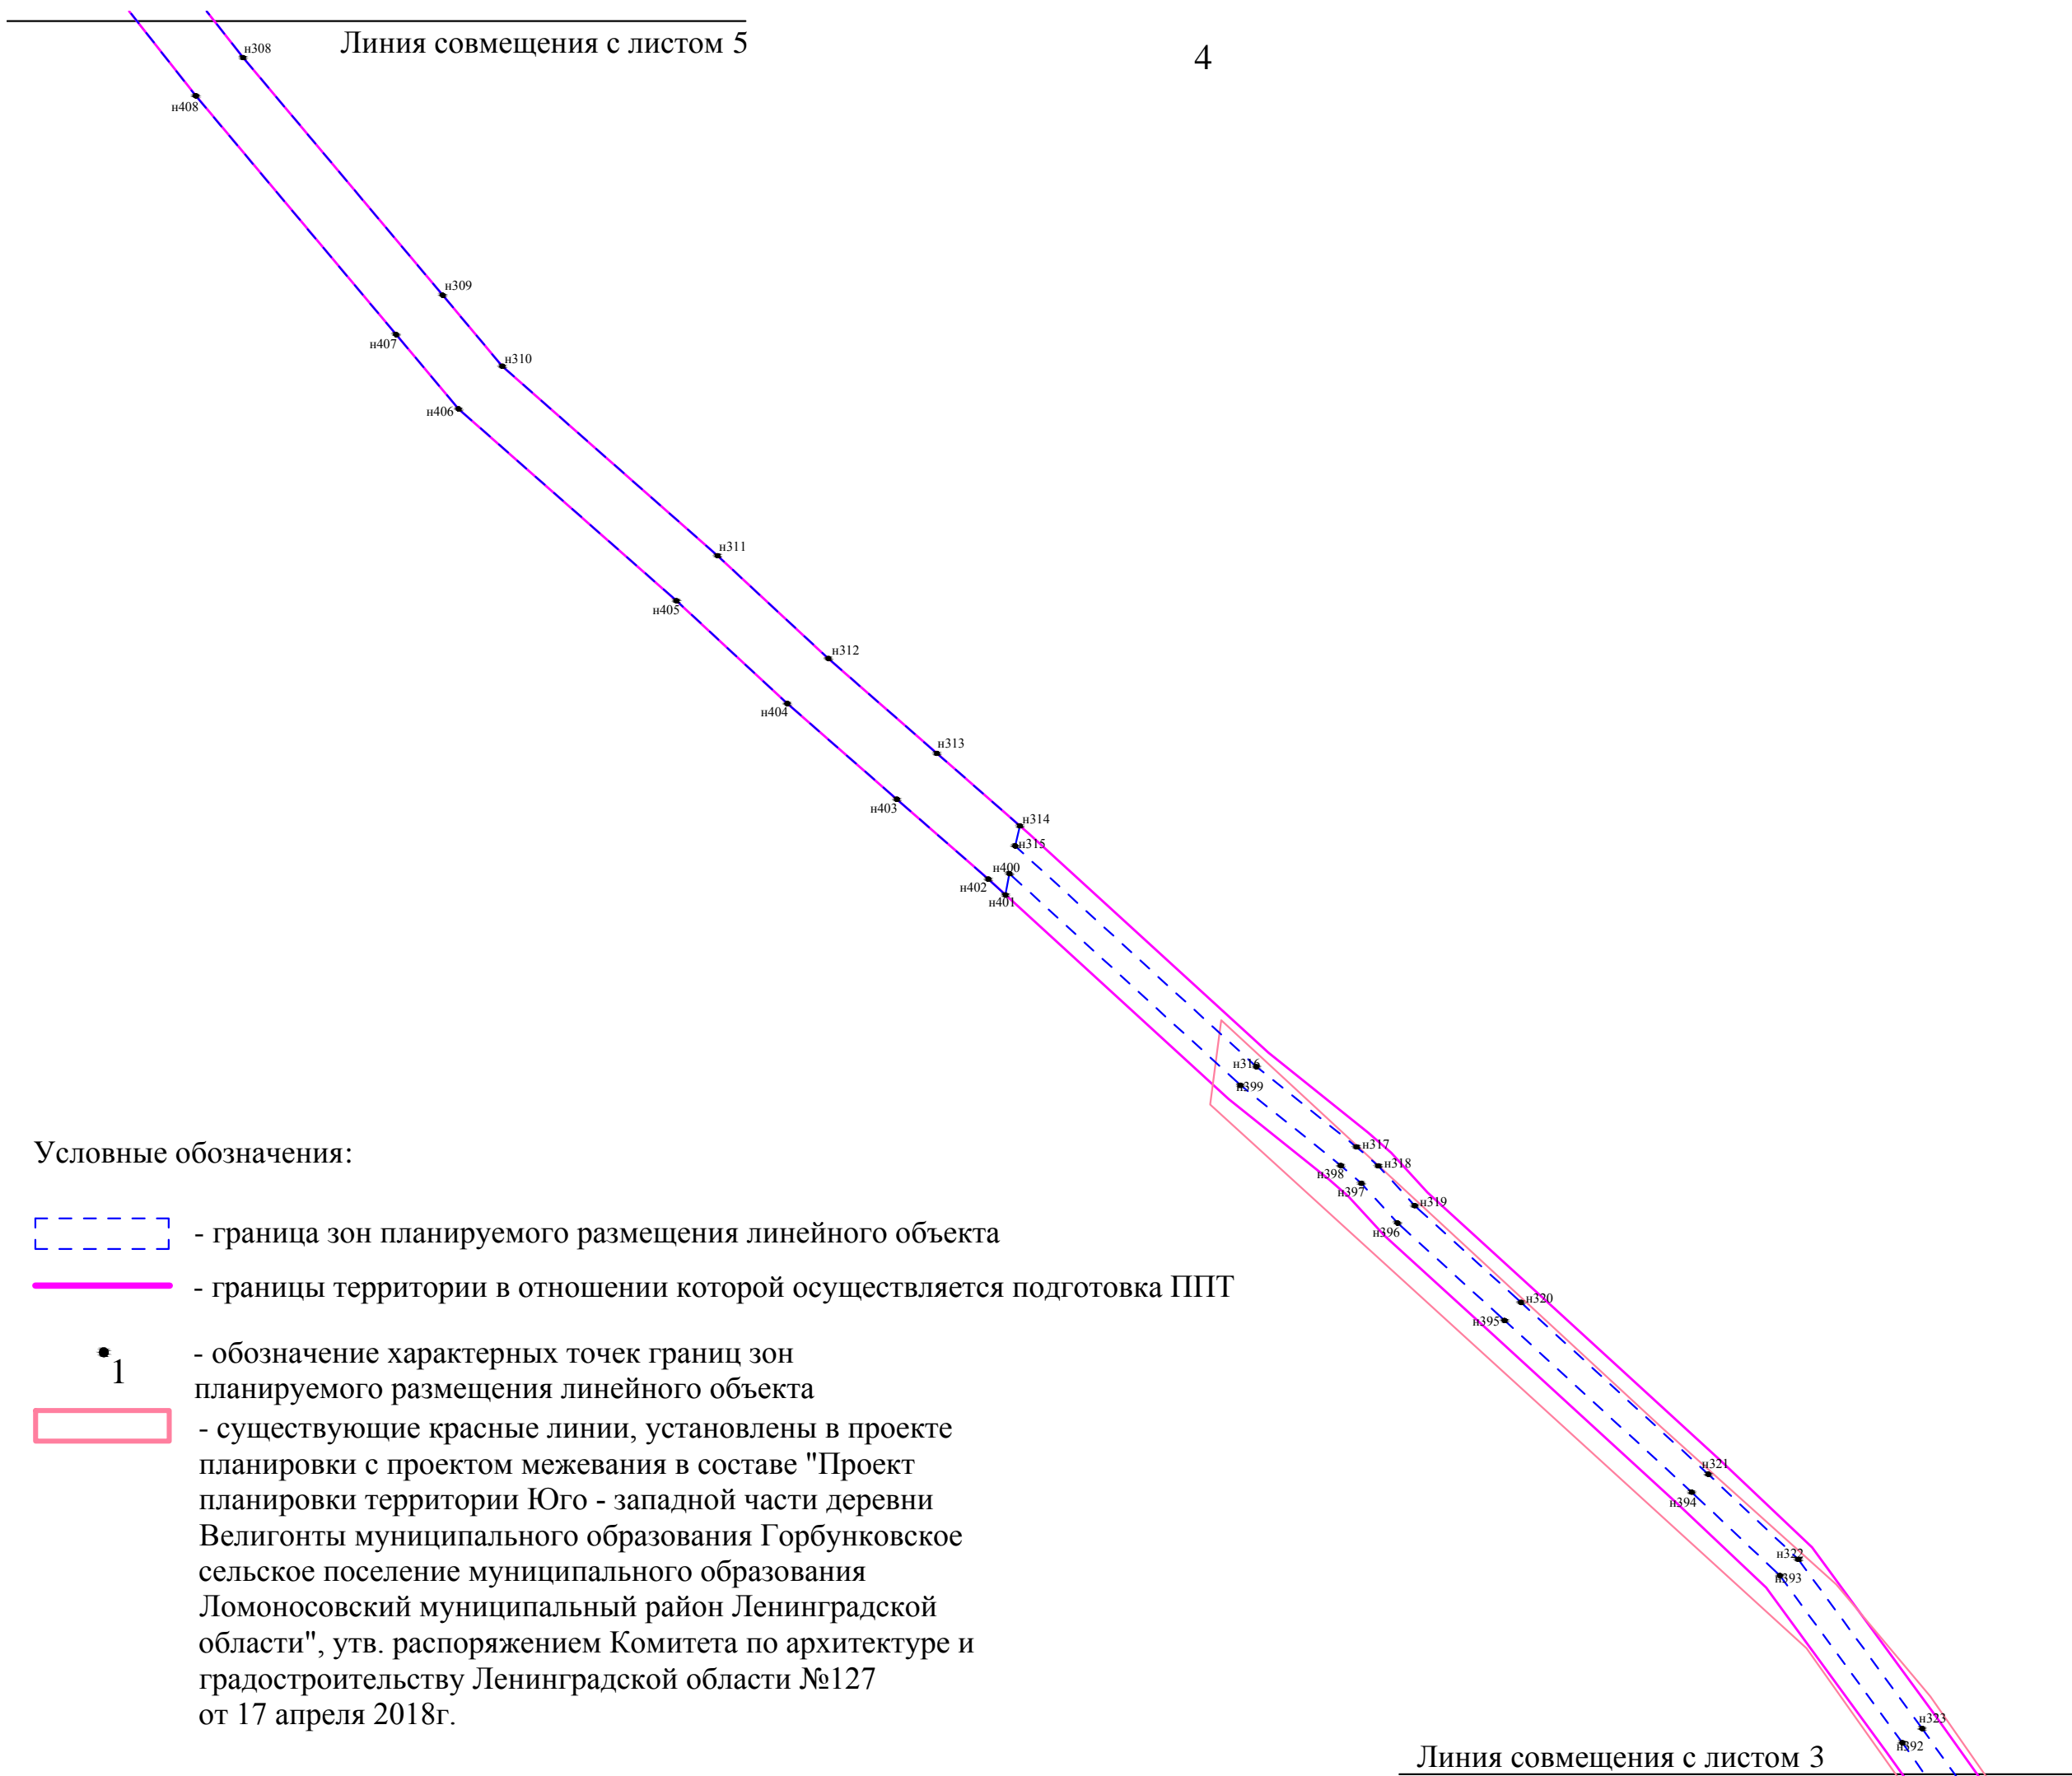 Линия совмещения с листом 5
4
н308
н408
н309
н407
н310
н406
н311
н405
н312
н404
н313
н403
н314
н315
н400
н402
н401
н316
н399
н317
н318
н398
н397
н319
н396
н320
н395
н321
н394
н322
н393
н323
н392
Условные обозначения:
- граница зон планируемого размещения линейного объекта
- границы территории в отношении которой осуществляется подготовка ППТ
1
- обозначение характерных точек границ зон
планируемого размещения линейного объекта
- существующие красные линии, установлены в проекте
планировки с проектом межевания в составе "Проект
планировки территории Юго - западной части деревни
Велигонты муниципального образования Горбунковское
сельское поселение муниципального образования
Ломоносовский муниципальный район Ленинградской
области", утв. распоряжением Комитета по архитектуре и
градостроительству Ленинградской области №127
от 17 апреля 2018г.
Линия совмещения с листом 3